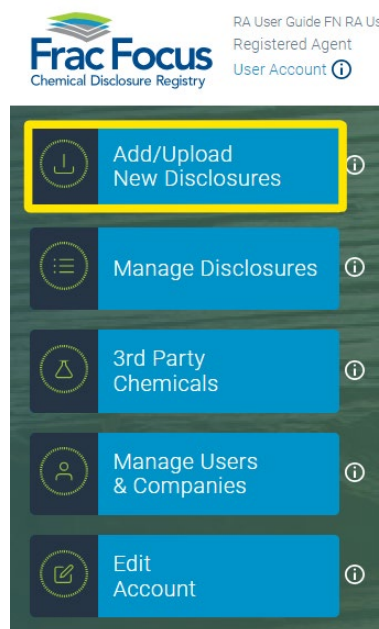 Frac Focus
Chemical Disclosure Registry
RA User Guide FN RA Us
Registered Agent
User Account
Add/Upload
New Disclosures
Manage Disclosures
3rd Party
Chemicals
Manage Users
& Companies
Edit
Account